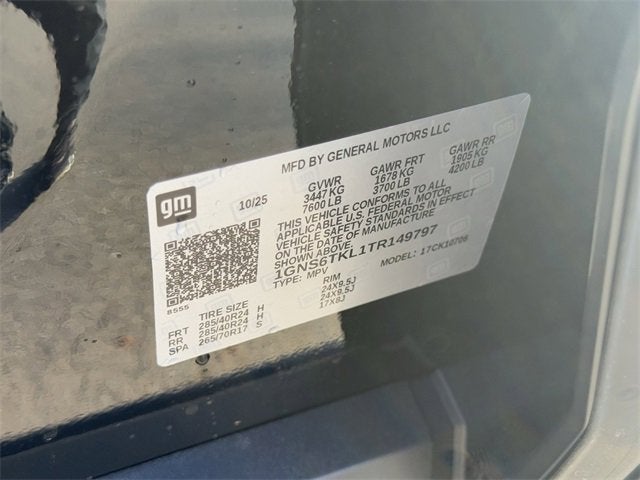 MFD BY GENERAL MOTORS LLC
gm
10/25
GVWR GAWR FRT GAWR RR
3447 KG 1678 KG 1905 KG
7600 LB 3700 LB 4200 LB
THIS VEHICLE CONFORMS TO ALL
APPLICABLE U.S. FEDERAL MOTOR
VEHICLE SAFETY STANDARDS IN EFFECT
ON THE DATE OF MANUFACTURE
SHOWN ABOVE.
1GNS6TKL1TR149797
TYPE: MPV MODEL: 17CK10706
8555
TIRE SIZE RIM
FRT 285/40R24 H 24X9.5J
RR 285/40R24 H 24X9.5J
SPA 265/70R17 S 17X8J